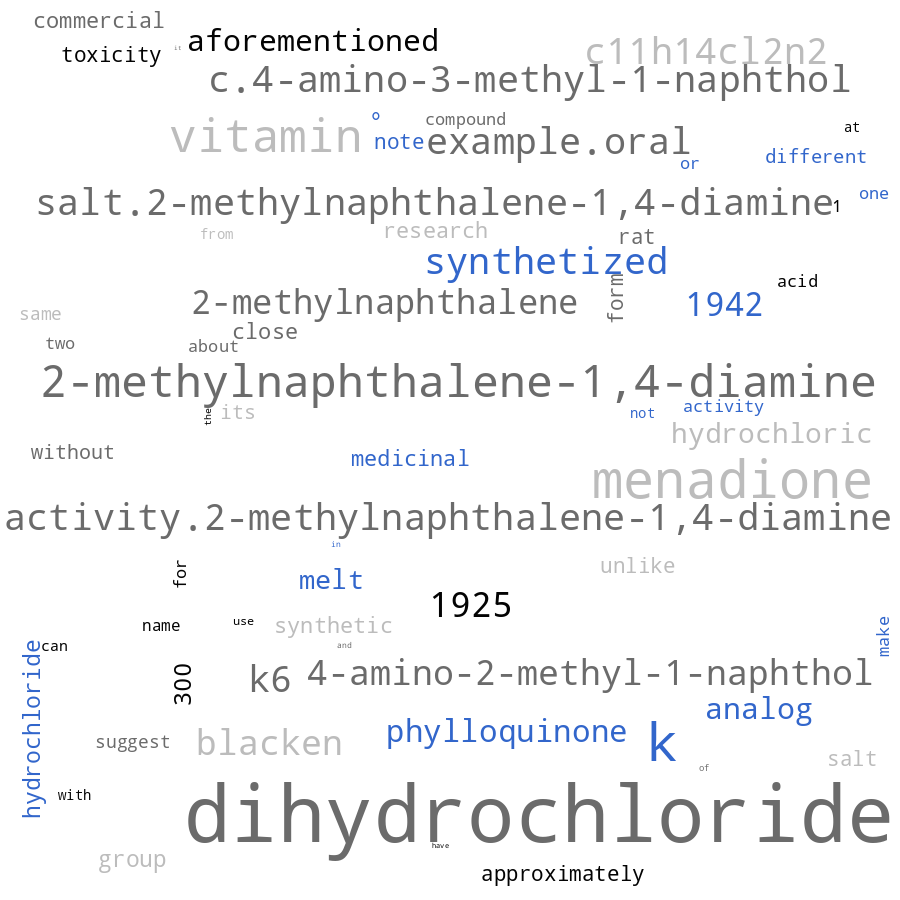 commercial
toxicity it aforementioned c11h14cl2n2
c.4-amino-3-methyl-1-naphthol
vitamin o note compound example.oral at
or different
salt.2-methylnaphthalene-1,4-diamine 1 one
from research rat
synthetized
2-methylnaphthalene form 1942 acid
same
close
two about
2-methylnaphthalene-1,4-diamine
the its not activity
hydrochloric
without medicinal
menadione
activity.2-methylnaphthalene-1,4-diamine
in
for melt unlike
1925
name use synthetic make
can and
hydrochloride 300 k6 4-amino-2-methyl-1-naphthol
analog
suggest blacken phylloquinone k
of salt
with dihydrochloride
have
group
approximately